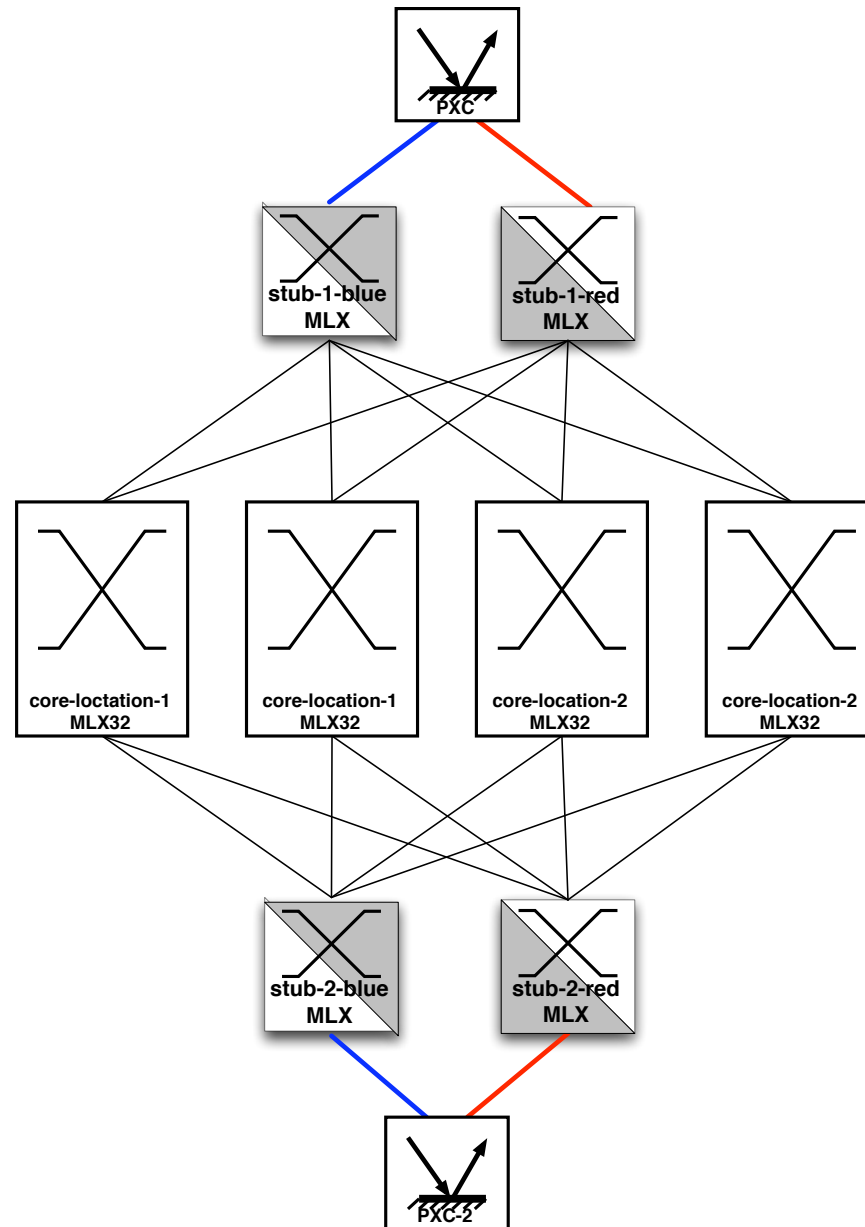 PXC
stub-1-blue
MLX
stub-1-red
MLX
core-loctation-1
MLX32
core-location-1
MLX32
core-location-2
MLX32
core-location-2
MLX32
stub-2-blue
MLX
stub-2-red
MLX
PXC-2